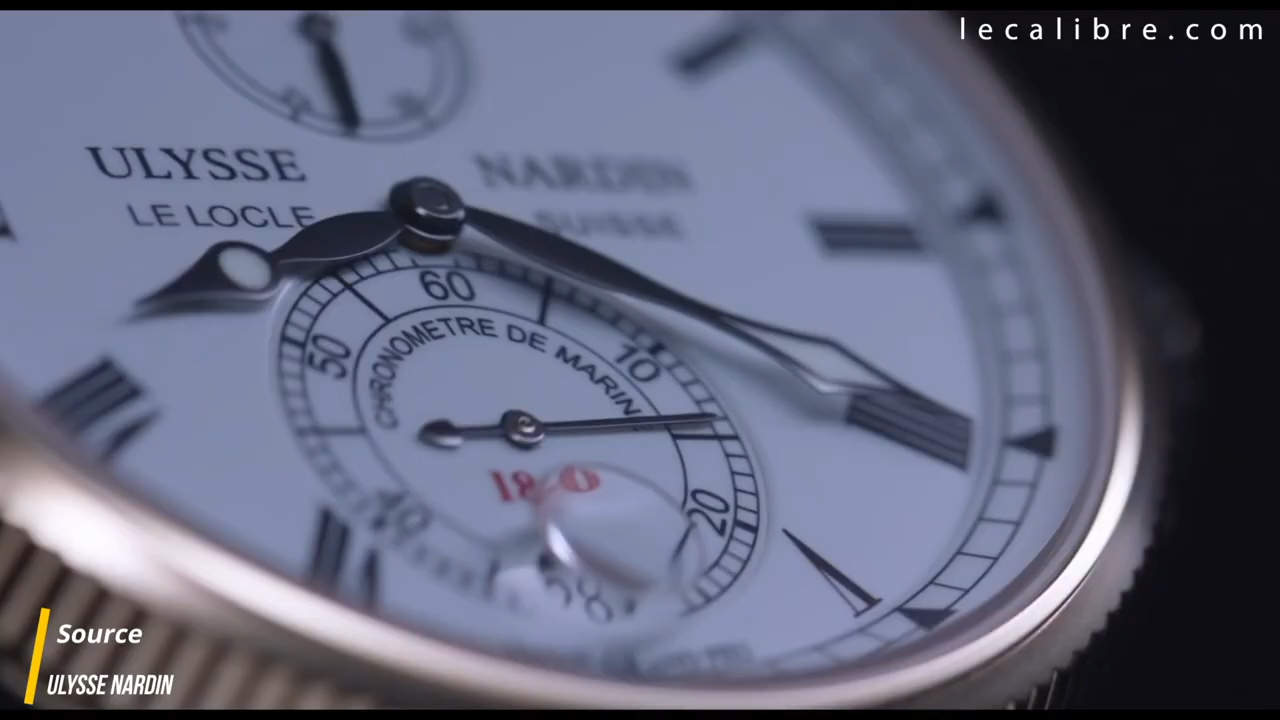 lecalibre.com
ULYSSE NARDIN
LE LOCLE SUISSE
60
50
10
CHRONOMETRE DE MARIN
20
40
Source
ULYSSE NARDIN